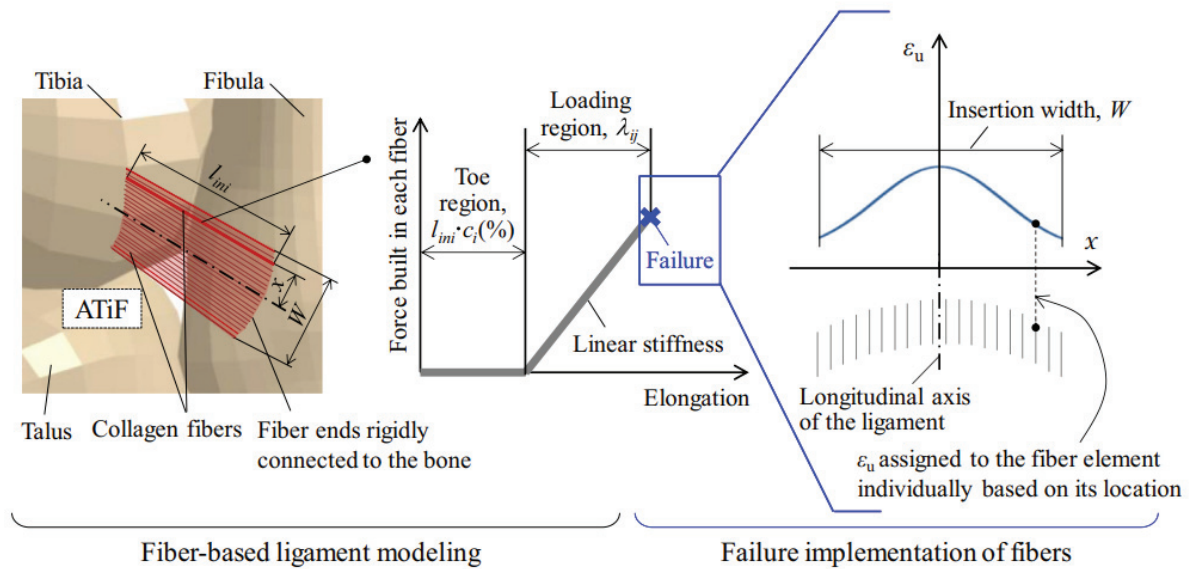 Tibia
Fibula
l_ini
x
W
ATiF
Talus
Collagen fibers
Fiber ends rigidly
connected to the bone
Force built in each fiber
Loading
region, λ_ij
Toe
region,
l_ini·c_i(%)
Failure
Linear stiffness
Elongation
ε_u
Insertion width, W
x
Longitudinal axis
of the ligament
ε_u assigned to the fiber element
individually based on its location
Fiber-based ligament modeling
Failure implementation of fibers